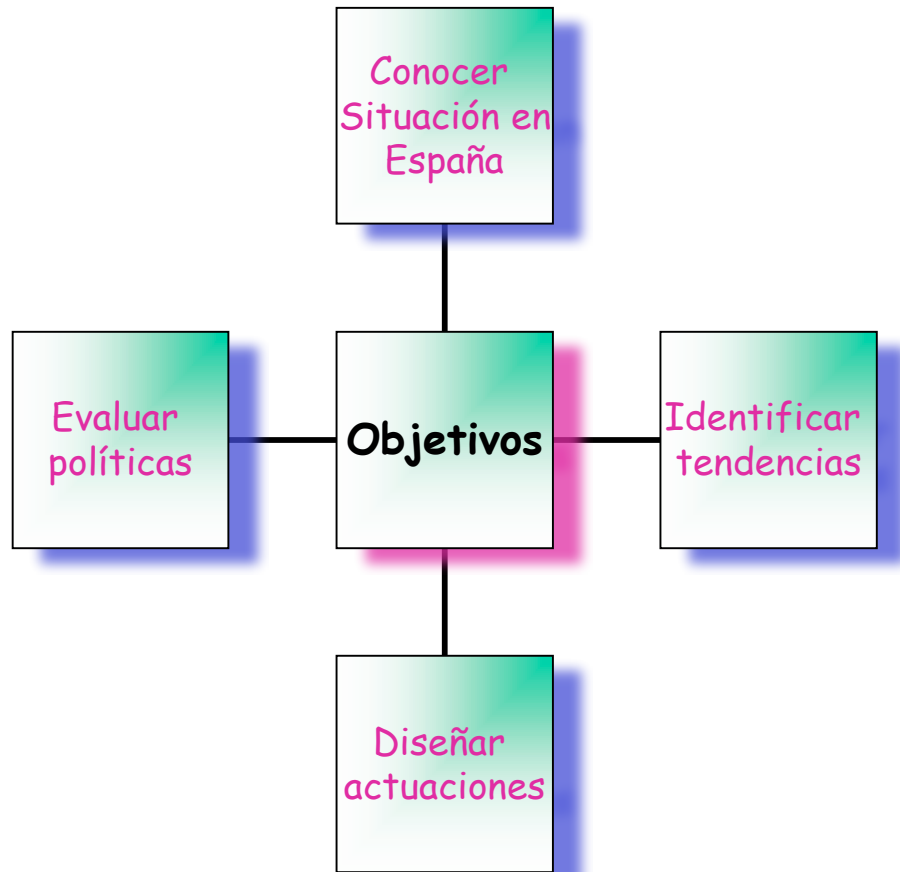 Conocer
Situación en
España
Evaluar
políticas
Objetivos
Identificar
tendencias
Diseñar
actuaciones